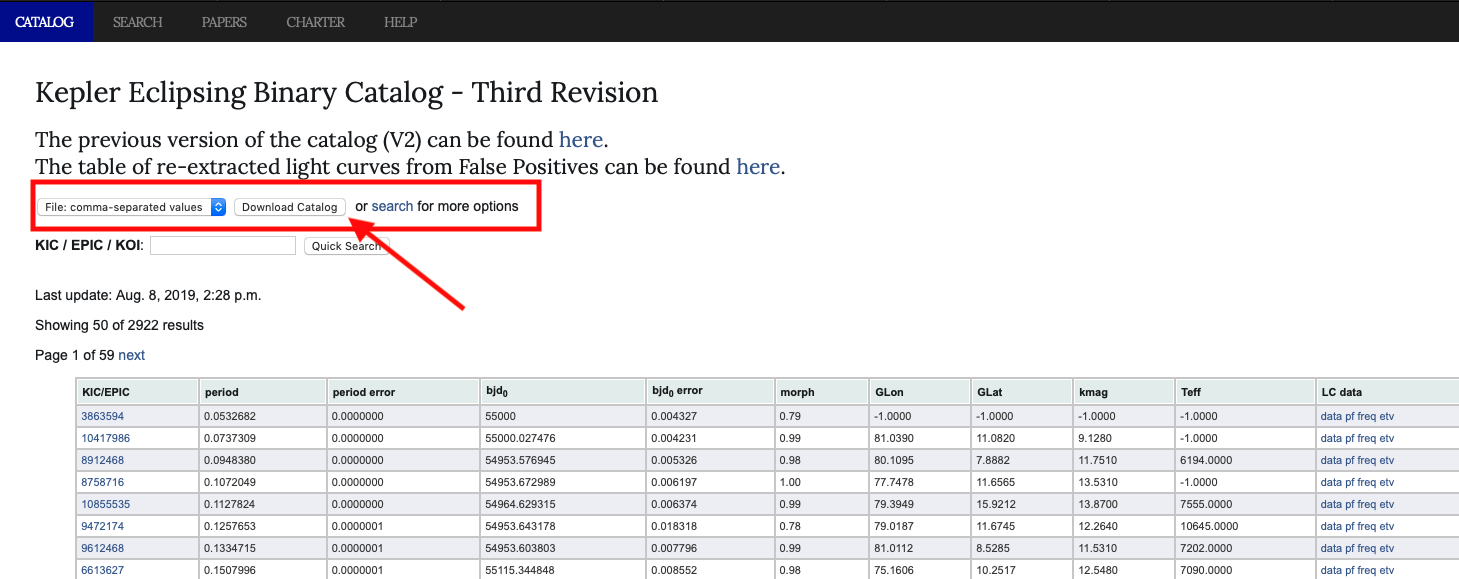 CATALOG SEARCH PAPERS CHARTER HELP
Kepler Eclipsing Binary Catalog - Third Revision
The previous version of the catalog (V2) can be found here.
The table of re-extracted light curves from False Positives can be found here.
File: comma-separated values Download Catalog or search for more options
KIC / EPIC / KOI: Quick Search
Last update: Aug. 8, 2019, 2:28 p.m.
Showing 50 of 2922 results
Page 1 of 59 next
KIC/EPIC period period error bjd0 bjd0 error morph GLon GLat kmag Teff LC data
3863594 0.0532682 0.0000000 55000 0.004327 0.79 -1.0000 -1.0000 -1.0000 -1.0000 data pf freq etv
10417986 0.0737309 0.0000000 55000.027476 0.004231 0.99 81.0390 11.0820 9.1280 -1.0000 data pf freq etv
8912468 0.0948380 0.0000000 54953.576945 0.005326 0.98 80.1095 7.8882 11.7510 6194.0000 data pf freq etv
8758716 0.1072049 0.0000000 54953.672989 0.006197 1.00 77.7478 11.6565 13.5310 -1.0000 data pf freq etv
10855535 0.1127824 0.0000000 54964.629315 0.006374 0.99 79.3949 15.9212 13.8700 7555.0000 data pf freq etv
9472174 0.1257653 0.0000001 54953.643178 0.018318 0.78 79.0187 11.6745 12.2640 10645.0000 data pf freq etv
9612468 0.1334715 0.0000001 54953.603803 0.007796 0.99 81.0112 8.5285 11.5310 7202.0000 data pf freq etv
6613627 0.1507996 0.0000001 55115.344848 0.008552 0.98 75.1606 10.2517 12.5480 7090.0000 data pf freq etv